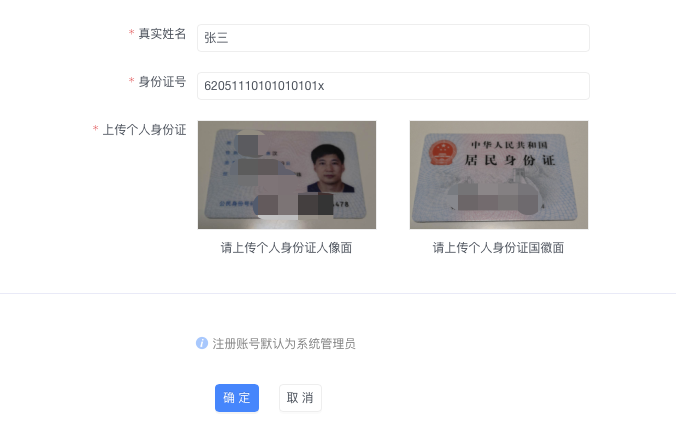 * 真实姓名
张三
* 身份证号
62051110101010101x
* 上传个人身份证
中华人民共和国
居民身份证
请上传个人身份证人像面
请上传个人身份证国徽面
注册账号默认为系统管理员
确 定
取 消